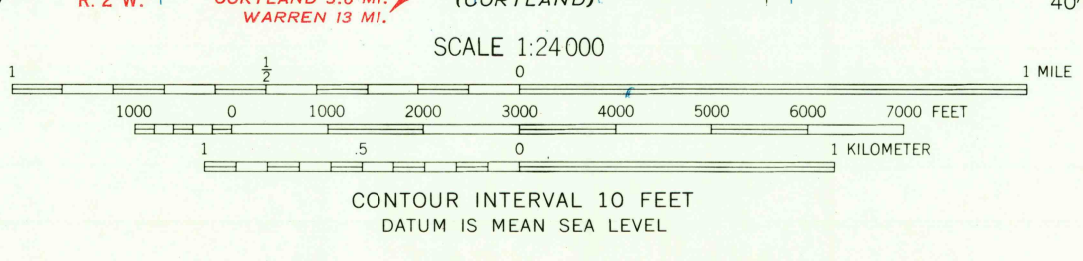 R. 2 W. CORTLAND 5.6 MI. (CORTLAND) 40'
WARREN 13 MI.
SCALE 1:24 000
1 1/2 0 1 MILE
1000 0 1000 2000 3000 4000 5000 6000 7000 FEET
1 .5 0 1 KILOMETER
CONTOUR INTERVAL 10 FEET
DATUM IS MEAN SEA LEVEL